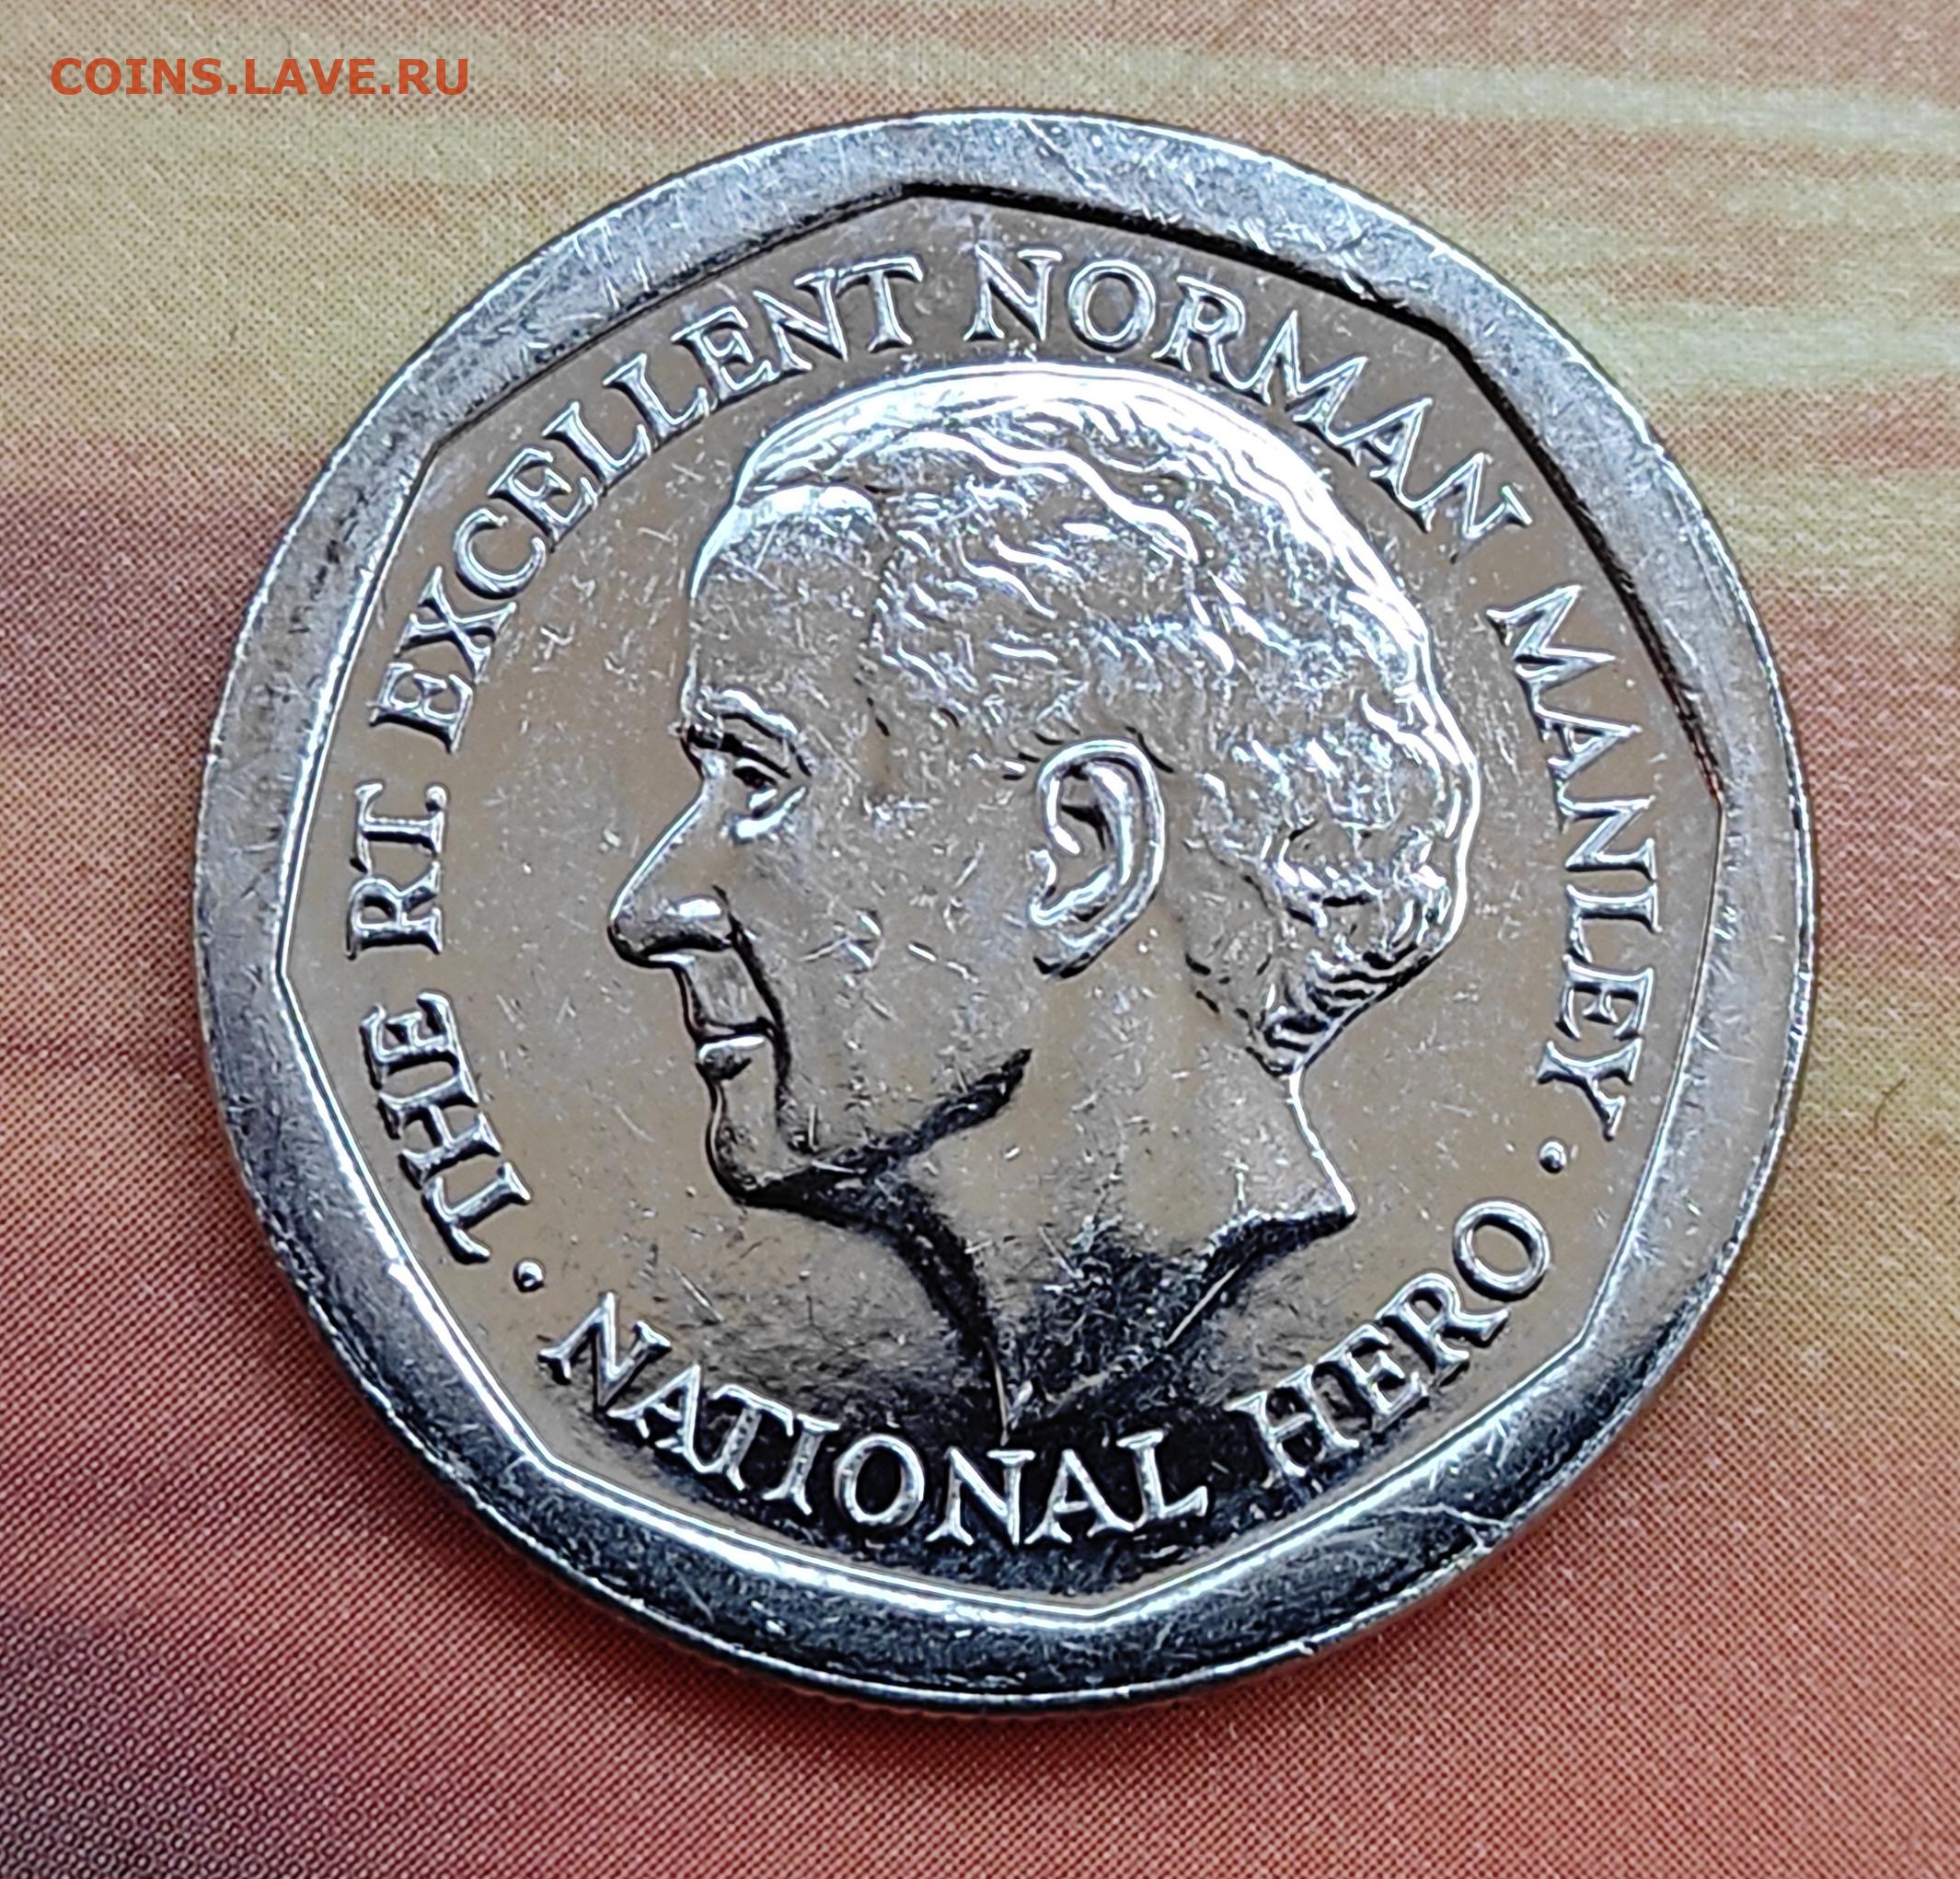 COINS.LAVE.RU
THE RT. EXCELLENT NORMAN MANLEY
· NATIONAL HERO ·